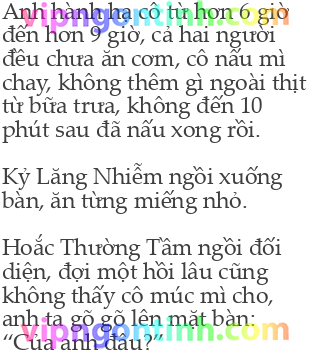 vipngontinh.com
Anh hành hạ cô từ hơn 6 giờ
đến hơn 9 giờ, cả hai người
đều chưa ăn cơm, cô nấu mì
chay, không thêm gì ngoài thịt
từ bữa trưa, không đến 10
phút sau đã nấu xong rồi.
Kỷ Lăng Nhiễm ngồi xuống
bàn, ăn từng miếng nhỏ.
Hoắc Thường Tầm ngồi đối
diện, đợi một hồi lâu cũng
không thấy cô múc mì cho,
anh ta gõ gõ lên mặt bàn:
vipngontinh.com
“Của anh đâu?”